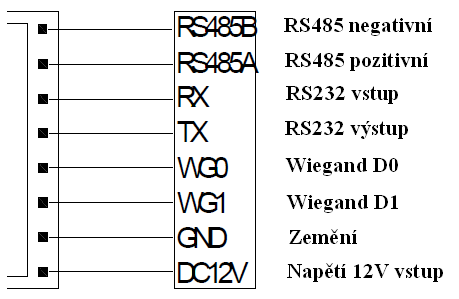 RS485B RS485 negativní
RS485A RS485 pozitivní
RX RS232 vstup
TX RS232 výstup
WG0 Wiegand D0
WG1 Wiegand D1
GND Zemění
DC12V Napětí 12V vstup